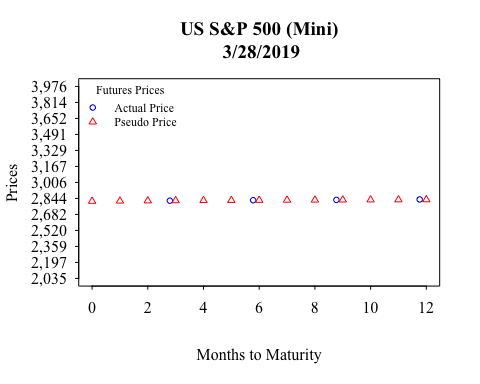 US S&P 500 (Mini)
3/28/2019
Futures Prices
Actual Price
Pseudo Price
Prices
3,976
3,814
3,652
3,491
3,329
3,167
3,006
2,844
2,682
2,520
2,359
2,197
2,035
0 2 4 6 8 10 12
Months to Maturity